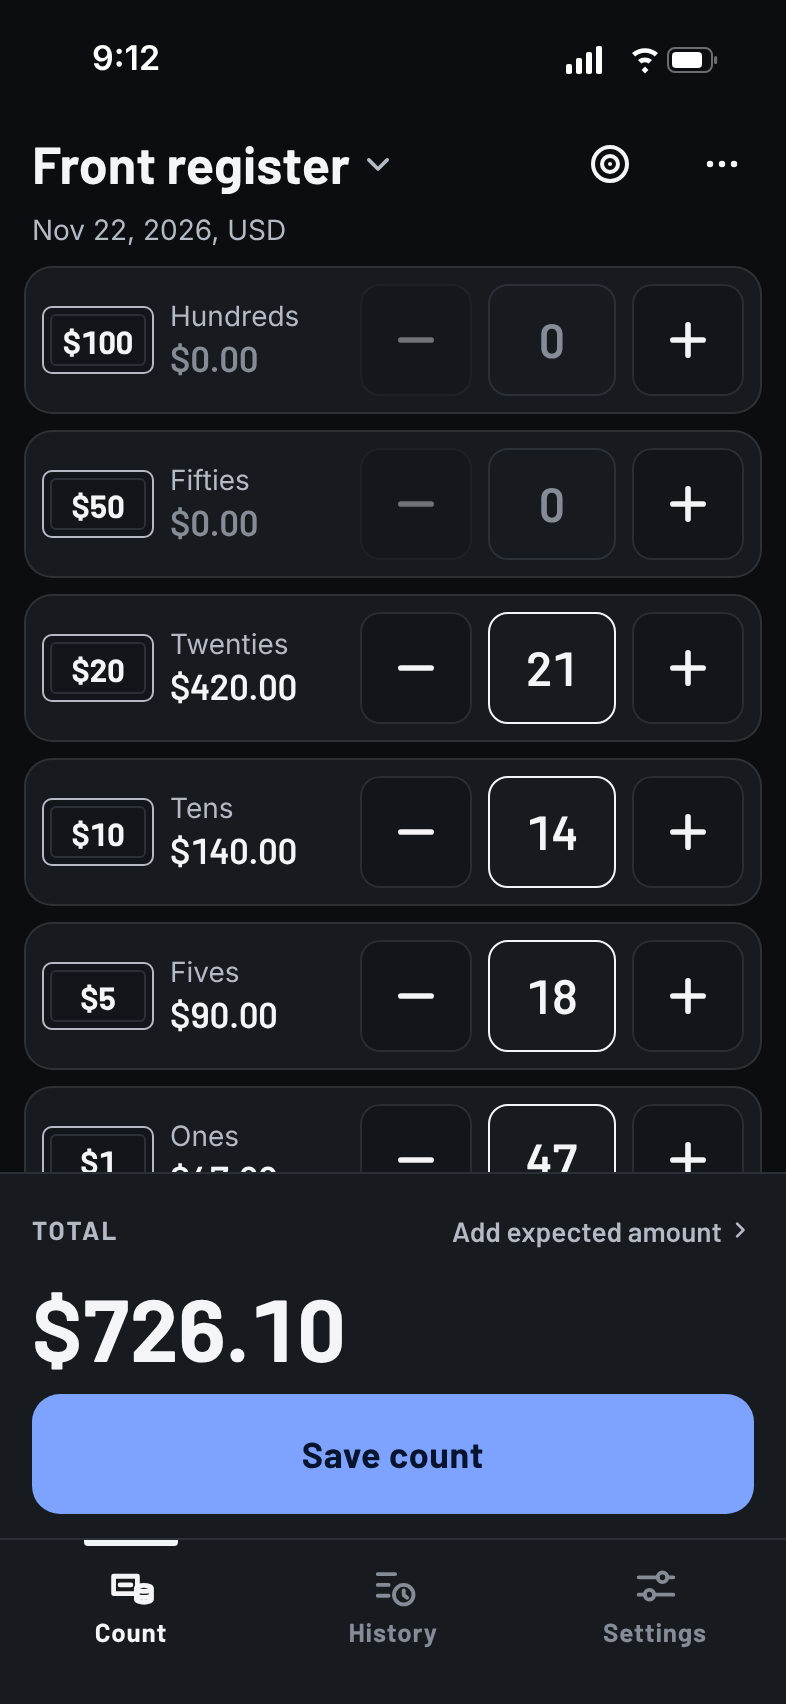 9:12
Front register
Nov 22, 2026, USD
$100 Hundreds 0
$0.00
$50 Fifties 0
$0.00
$20 Twenties 21
$420.00
$10 Tens 14
$140.00
$5 Fives 18
$90.00
$1 Ones 47
TOTAL Add expected amount
$726.10
Save count
Count History Settings